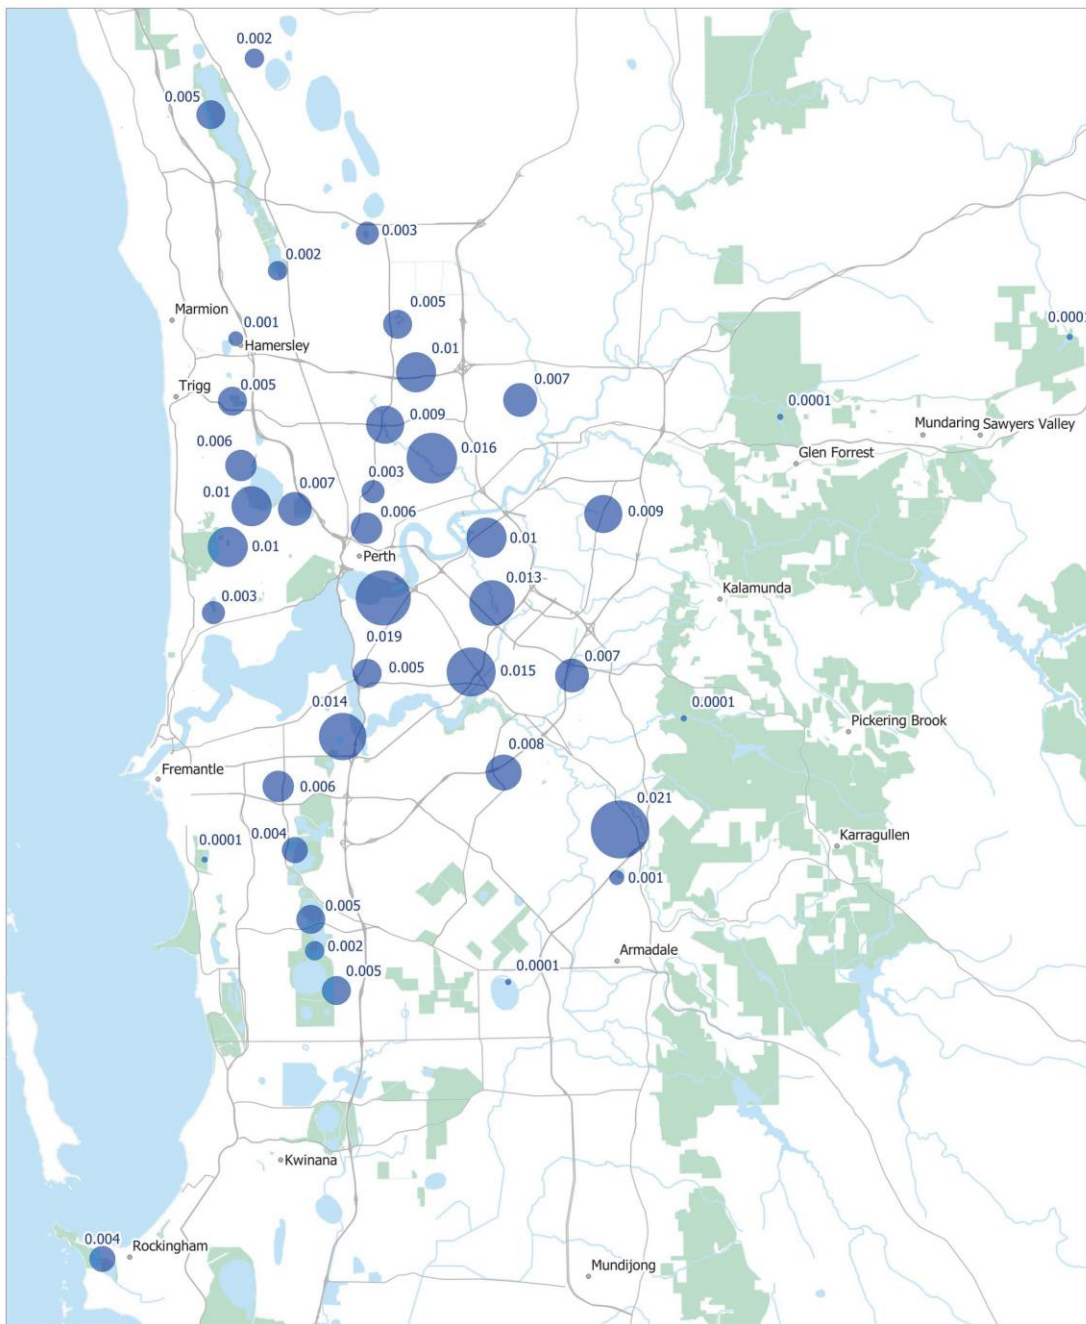 0.002
0.005
0.003
0.002
Marmion
0.005
0.001
Hamersley
0.0001
0.01
0.007
Trigg
0.005
0.0001
0.009
Mundaring
Sawyers Valley
0.006
0.016
Glen Forrest
0.01
0.007
0.003
0.006
0.009
0.01
0.01
Perth
0.013
Kalamunda
0.003
0.019
0.005
0.015
0.007
0.014
0.0001
Pickering Brook
Fremantle
0.008
0.006
0.021
0.0001
0.004
Karragullen
0.001
0.005
0.002
Armadale
0.005
0.0001
Kwinana
0.004
Rockingham
Mundijong